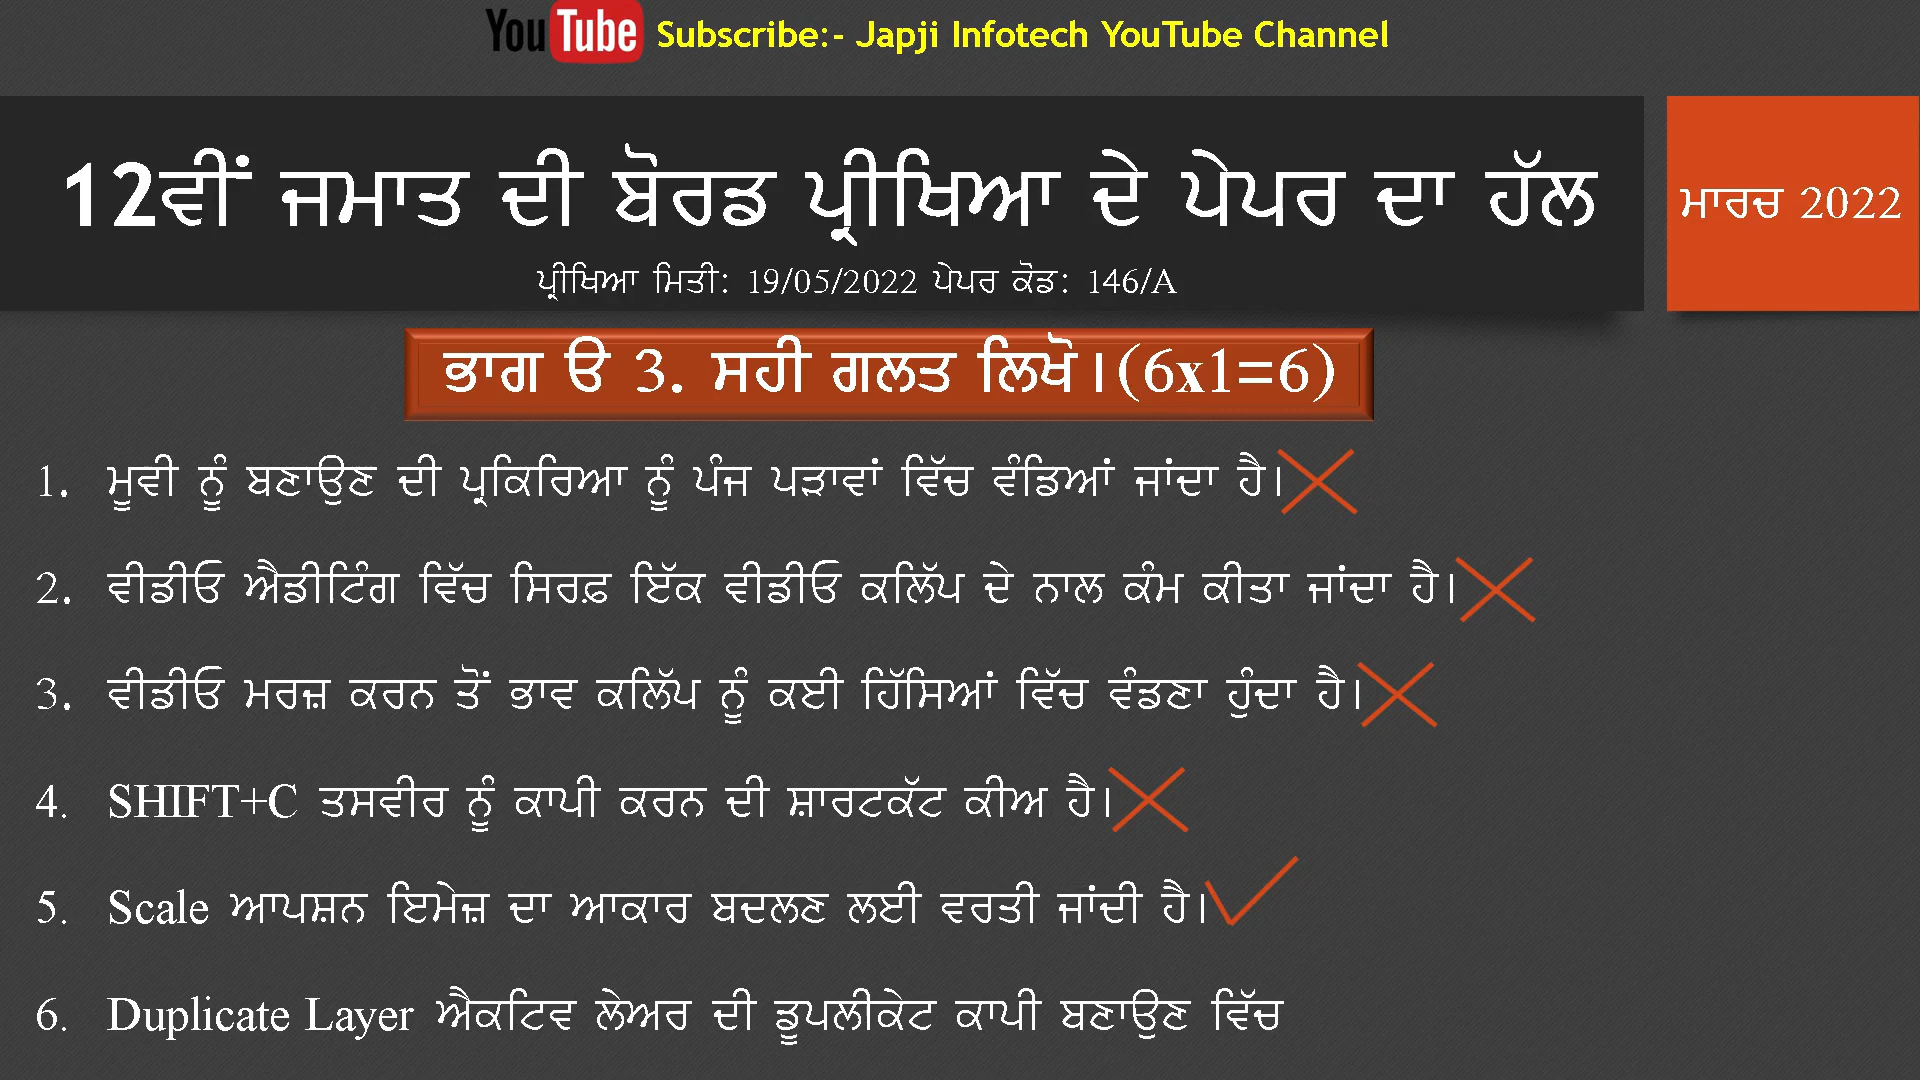 YouTube Subscribe:- Japji Infotech YouTube Channel
12ਵੀਂ ਜਮਾਤ ਦੀ ਬੋਰਡ ਪ੍ਰੀਖਿਆ ਦੇ ਪੇਪਰ ਦਾ ਹੱਲ
ਮਾਰਚ 2022
ਪ੍ਰੀਖਿਆ ਮਿਤੀ: 19/05/2022 ਪੇਪਰ ਕੋਡ: 146/A
ਭਾਗ ੳ 3. ਸਹੀ ਗਲਤ ਲਿਖੋ।(6x1=6)
1. ਮੂਵੀ ਨੂੰ ਬਣਾਉਣ ਦੀ ਪ੍ਰਕਿਰਿਆ ਨੂੰ ਪੰਜ ਪੜਾਵਾਂ ਵਿੱਚ ਵੰਡਿਆਂ ਜਾਂਦਾ ਹੈ।
2. ਵੀਡੀਓ ਐਡੀਟਿੰਗ ਵਿੱਚ ਸਿਰਫ਼ ਇੱਕ ਵੀਡੀਓ ਕਲਿੱਪ ਦੇ ਨਾਲ ਕੰਮ ਕੀਤਾ ਜਾਂਦਾ ਹੈ।
3. ਵੀਡੀਓ ਮਰਜ਼ ਕਰਨ ਤੋਂ ਭਾਵ ਕਲਿੱਪ ਨੂੰ ਕਈ ਹਿੱਸਿਆਂ ਵਿੱਚ ਵੰਡਣਾ ਹੁੰਦਾ ਹੈ।
4. SHIFT+C ਤਸਵੀਰ ਨੂੰ ਕਾਪੀ ਕਰਨ ਦੀ ਸ਼ਾਰਟਕੱਟ ਕੀਅ ਹੈ।
5. Scale ਆਪਸ਼ਨ ਇਮੇਜ਼ ਦਾ ਆਕਾਰ ਬਦਲਣ ਲਈ ਵਰਤੀ ਜਾਂਦੀ ਹੈ।
6. Duplicate Layer ਐਕਟਿਵ ਲੇਅਰ ਦੀ ਡੂਪਲੀਕੇਟ ਕਾਪੀ ਬਣਾਉਣ ਵਿੱਚ